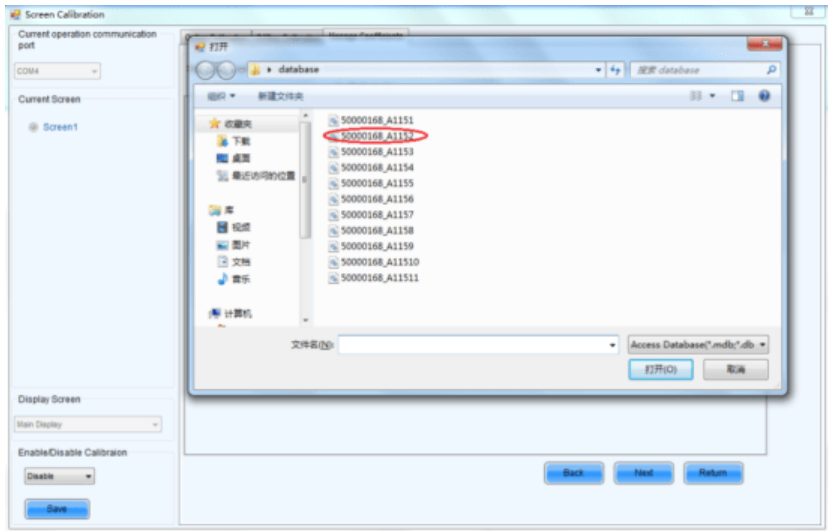 Screen Calibration
Current operation communication port
COM4
Current Screen
Screen1
Display Screen
Main Display
Enable/Disable Calibraion
Disable
Save
Manage Coefficients
打开
database
搜索 database
组织
新建文件夹
收藏夹
下载
桌面
最近访问的位置
库
视频
图片
文档
音乐
计算机
50000168_A1151
50000168_A1152
50000168_A1153
50000168_A1154
50000168_A1155
50000168_A1156
50000168_A1157
50000168_A1158
50000168_A1159
50000168_A11510
50000168_A11511
文件名(N):
Access Database(*.mdb;*.db
打开(O)
取消
Back
Next
Return